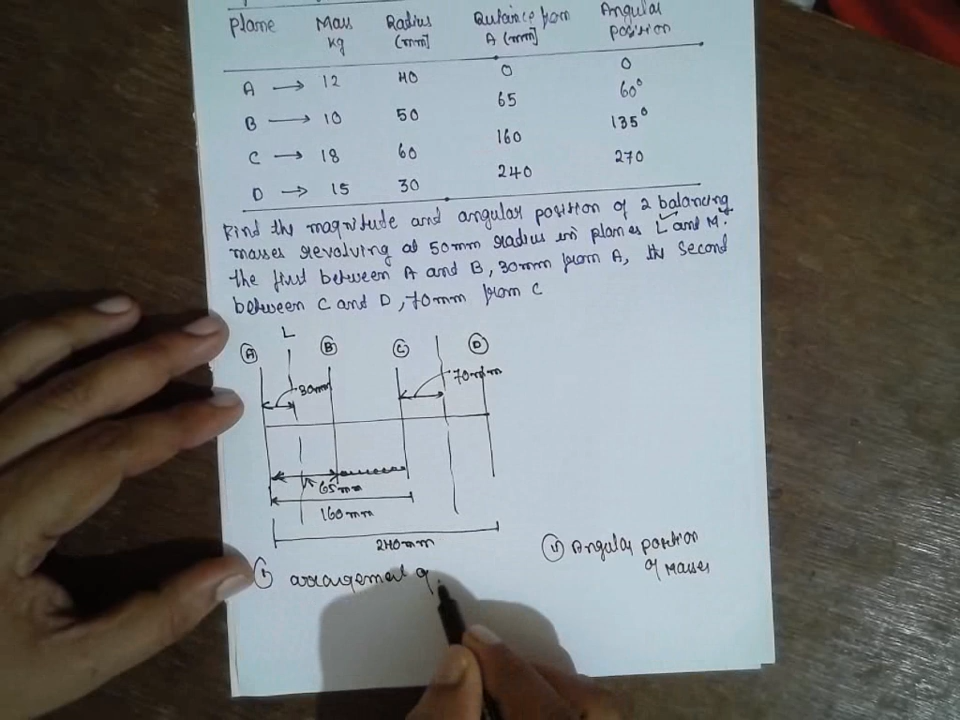 Plane Mass Radius Distance from Angular
kg (mm] A (mm] position
A → 12 40 0 0
B → 10 50 65 60°
C → 18 60 160 135°
D → 15 30 240 270
Find the magnitude and angular position of 2 balancing
masses revolving at 50mm radius in planes L and M.
the first between A and B, 30mm from A, the second
between C and D, 70mm from C
L
A B C D
30mm 70mm
65mm
160mm
240mm
i) arrangement of
ii) Angular position
of Masses